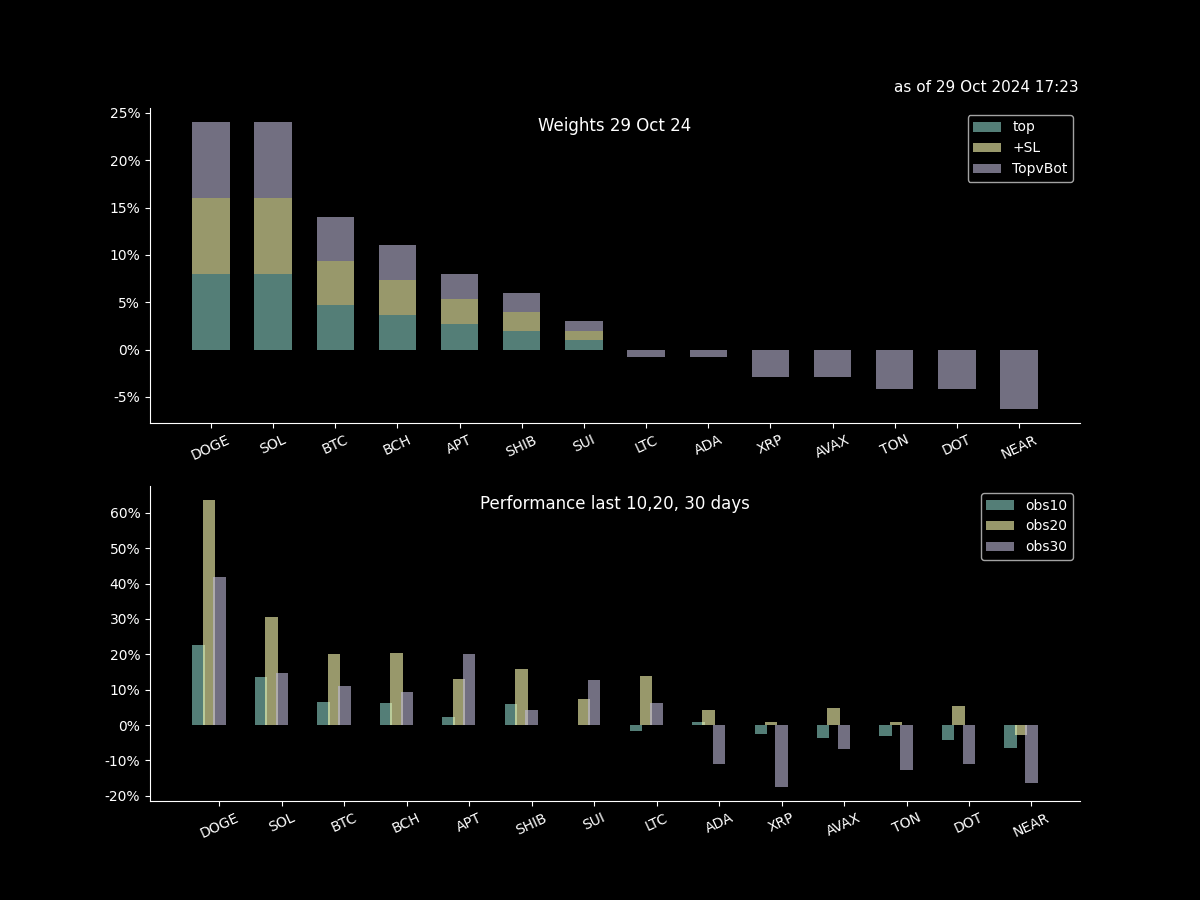 as of 29 Oct 2024 17:23
Weights 29 Oct 24
top
+SL
TopvBot
25%
20%
15%
10%
5%
0%
-5%
DOGE SOL BTC BCH APT SHIB SUI LTC ADA XRP AVAX TON DOT NEAR
Performance last 10,20, 30 days
obs10
obs20
obs30
60%
50%
40%
30%
20%
10%
0%
-10%
-20%
DOGE SOL BTC BCH APT SHIB SUI LTC ADA XRP AVAX TON DOT NEAR